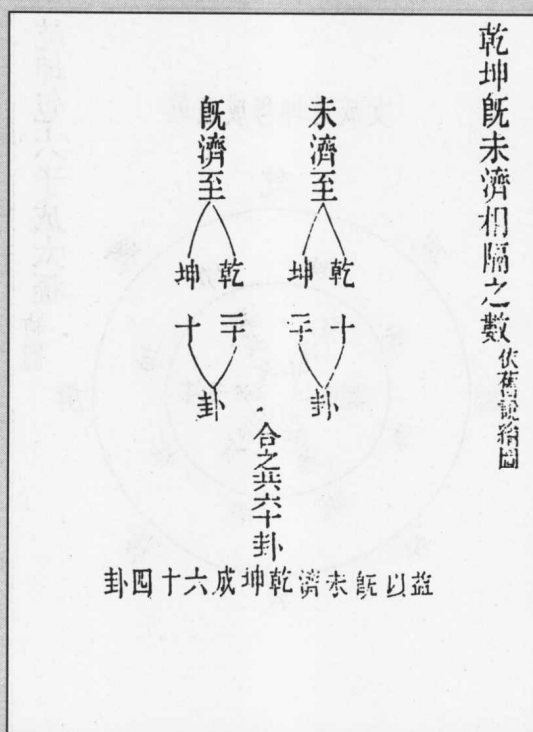 乾坤旣未濟相隔之數
依舊說繪圖
未濟至
乾 坤
十 二十
卦
旣濟至
乾 坤
二十 十
卦
合之共六十卦
益以旣未濟乾坤成六十四卦